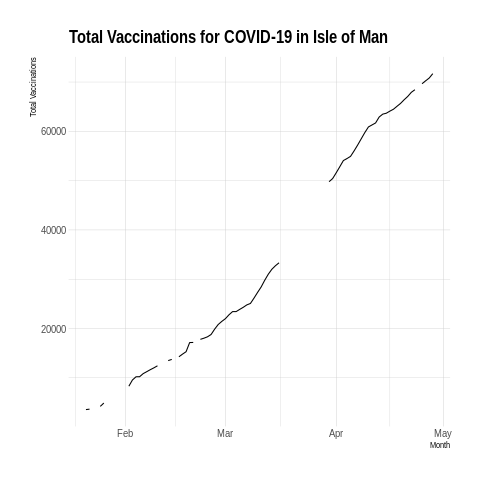 Total Vaccinations for COVID-19 in Isle of Man
Total Vaccinations
60000
40000
20000
Feb Mar Apr May
Month